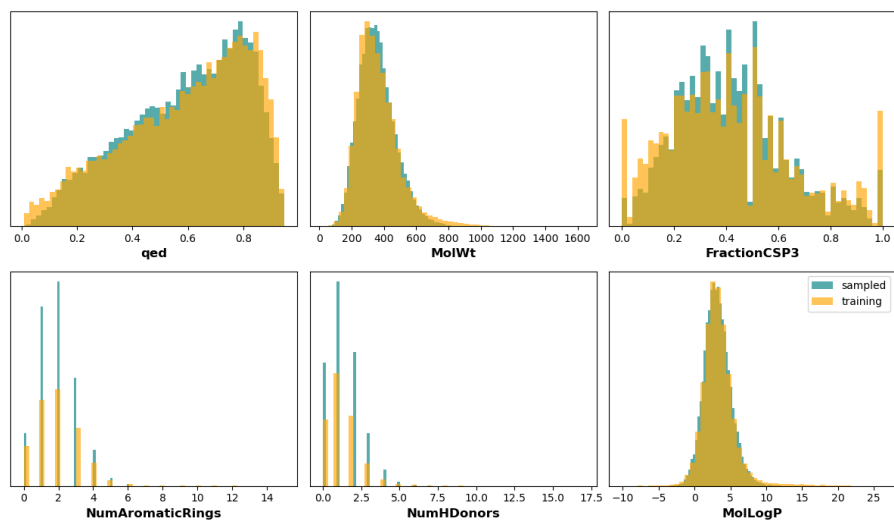 0.0 0.2 0.4 0.6 0.8
qed
0 200 400 600 800 1000 1200 1400 1600
MolWt
0.0 0.2 0.4 0.6 0.8 1.0
FractionCSP3
0 2 4 6 8 10 12 14
NumAromaticRings
0.0 2.5 5.0 7.5 10.0 12.5 15.0 17.5
NumHDonors
sampled
training
−10 −5 0 5 10 15 20 25
MolLogP